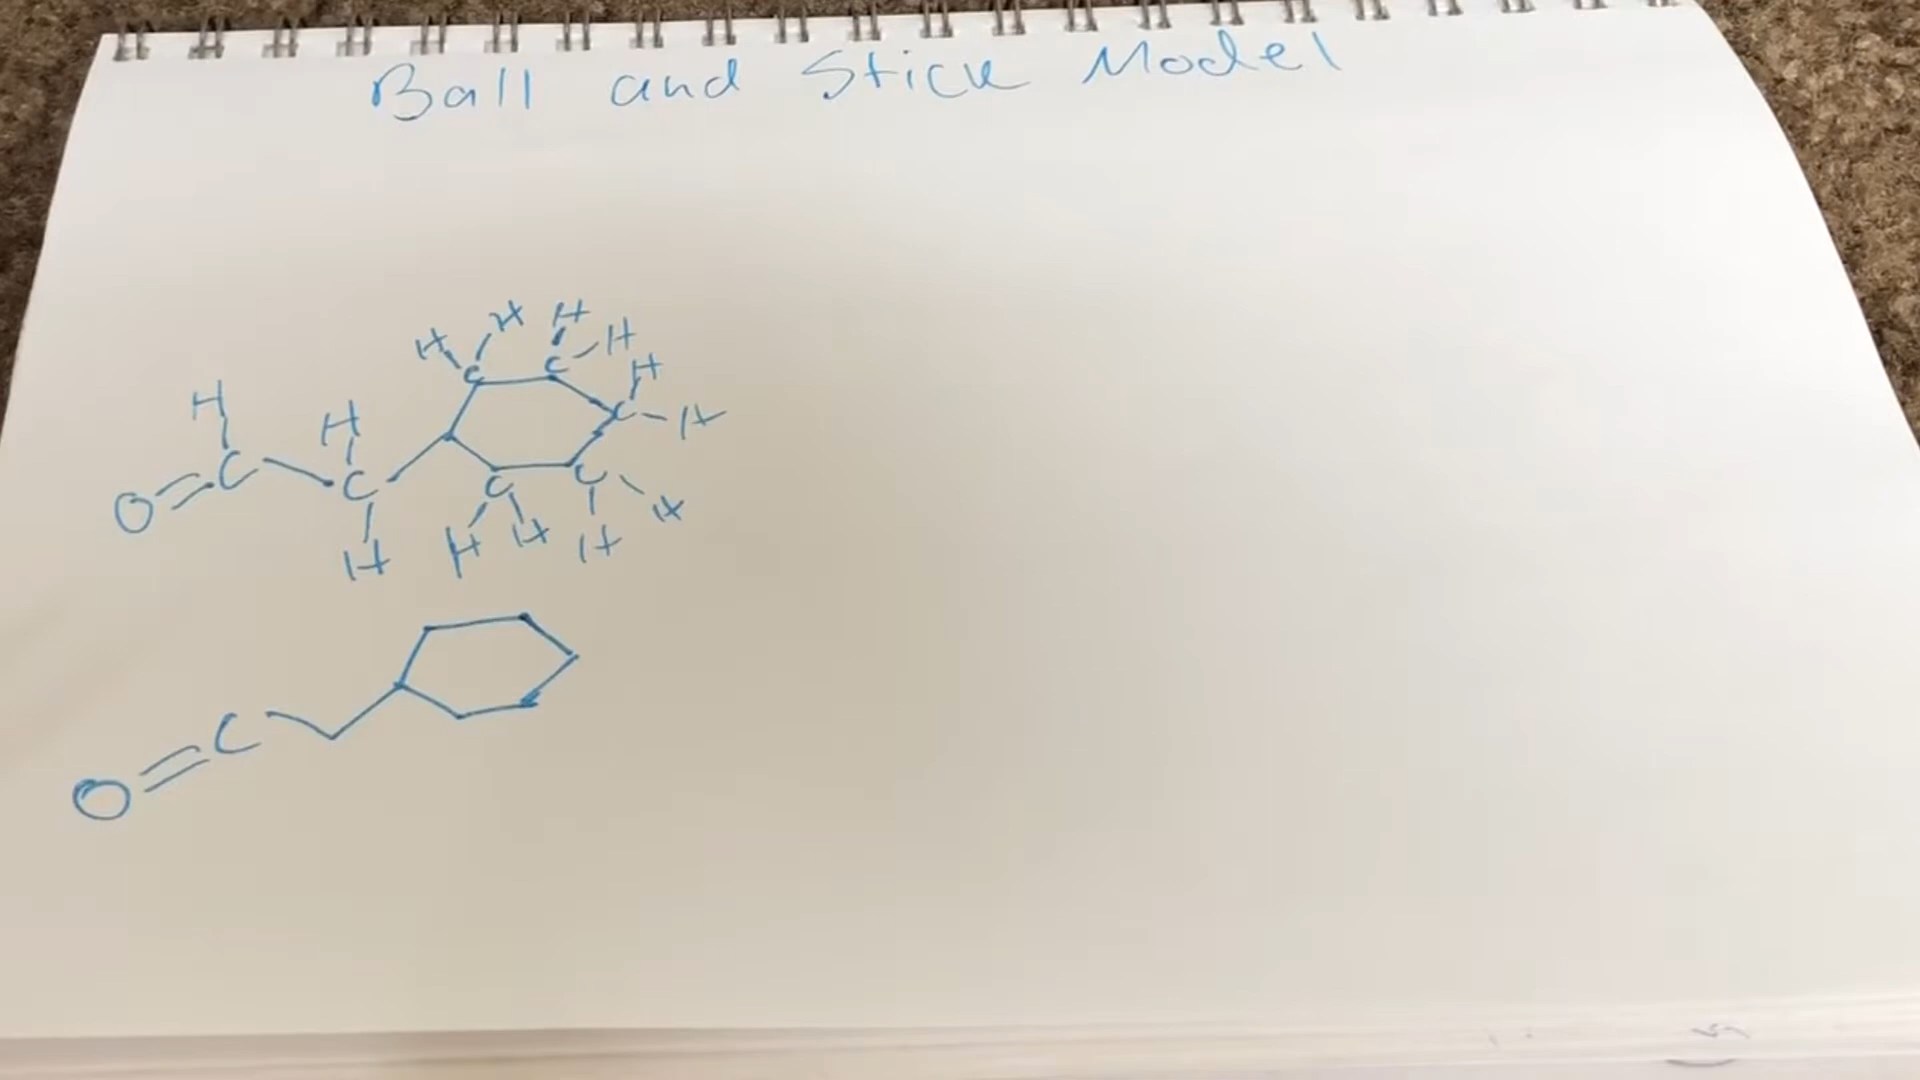 Ball and Stick Model
H H H H
H H H
H C C C H
O = C C C C H
H H H H
O = C